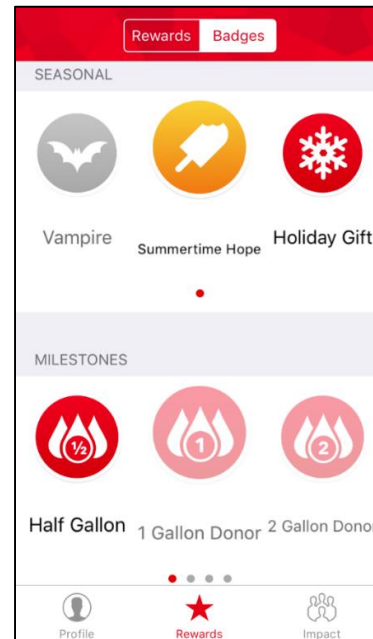 Rewards Badges
SEASONAL
Vampire Summertime Hope Holiday Gift
MILESTONES
½ 1 2
Half Gallon 1 Gallon Donor 2 Gallon Donor
Profile Rewards Impact